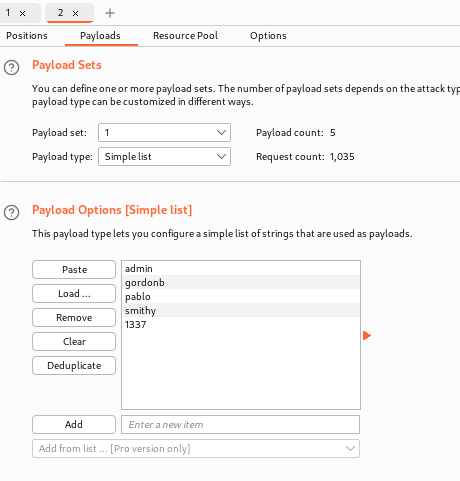 1 × 2 × +
Positions Payloads Resource Pool Options
? Payload Sets
You can define one or more payload sets. The number of payload sets depends on the attack typ
payload type can be customized in different ways.
Payload set: 1 Payload count: 5
Payload type: Simple list Request count: 1,035
? Payload Options [Simple list]
This payload type lets you configure a simple list of strings that are used as payloads.
Paste
Load ...
Remove
Clear
Deduplicate
admin
gordonb
pablo
smithy
1337
Add Enter a new item
Add from list ... [Pro version only]